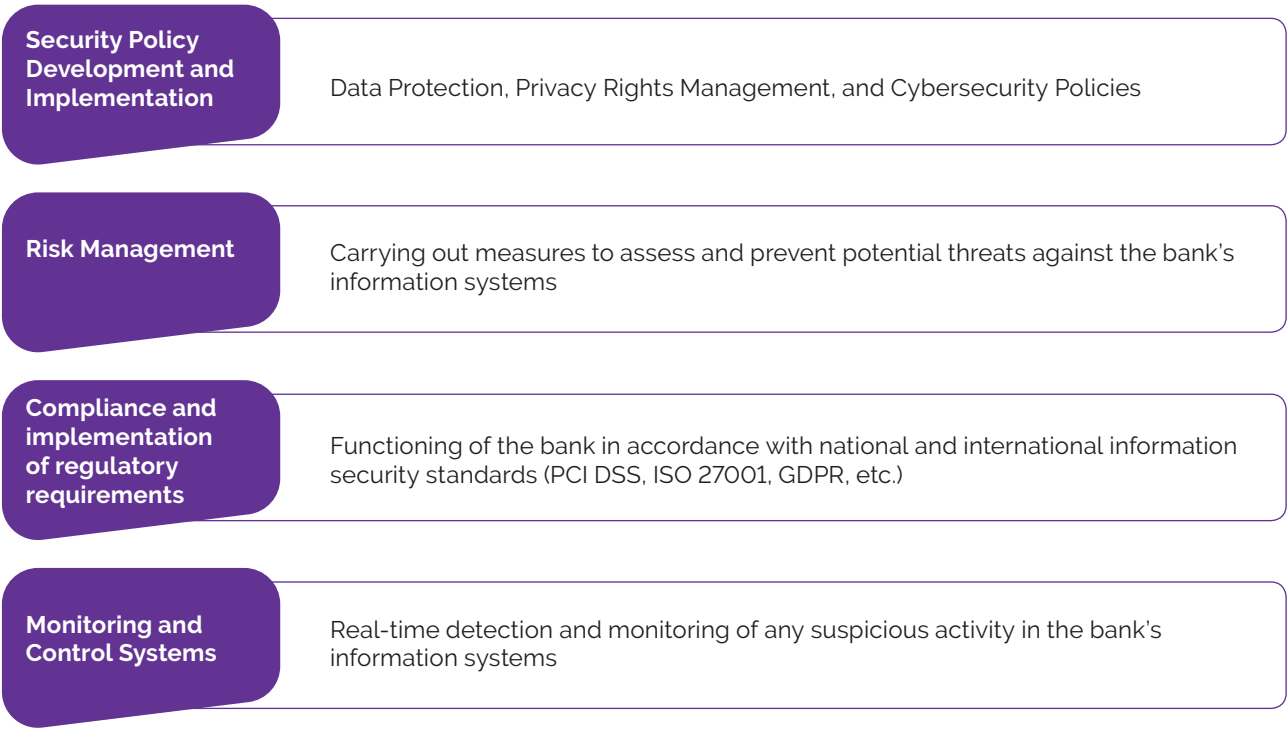 Security Policy
Development and
Implementation
Data Protection, Privacy Rights Management, and Cybersecurity Policies
Risk Management
Carrying out measures to assess and prevent potential threats against the bank’s
information systems
Compliance and
implementation
of regulatory
requirements
Functioning of the bank in accordance with national and international information
security standards (PCI DSS, ISO 27001, GDPR, etc.)
Monitoring and
Control Systems
Real-time detection and monitoring of any suspicious activity in the bank’s
information systems